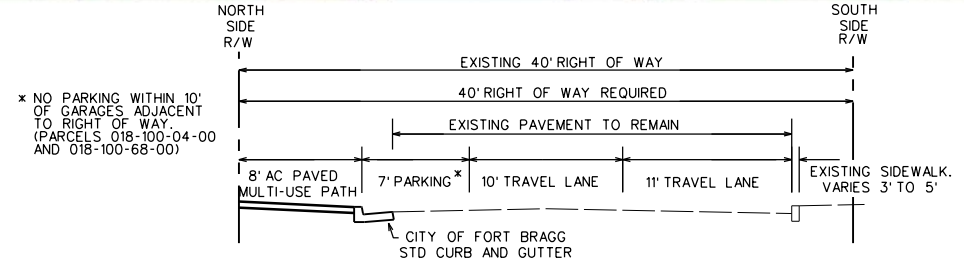 NORTH
SIDE
R/W
SOUTH
SIDE
R/W
EXISTING 40' RIGHT OF WAY
40' RIGHT OF WAY REQUIRED
* NO PARKING WITHIN 10'
OF GARAGES ADJACENT
TO RIGHT OF WAY.
(PARCELS 018-100-04-00
AND 018-100-68-00)
EXISTING PAVEMENT TO REMAIN
8' AC PAVED
MULTI-USE PATH
7' PARKING*
10' TRAVEL LANE
11' TRAVEL LANE
EXISTING SIDEWALK.
VARIES 3' TO 5'
CITY OF FORT BRAGG
STD CURB AND GUTTER